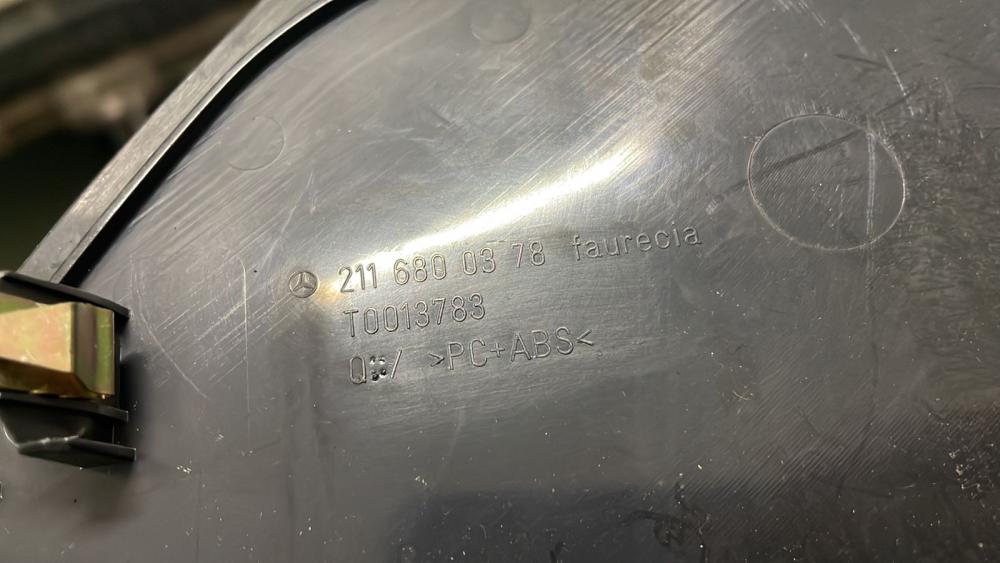 211 680 03 78 faurecia
T0013783
Q / >PC+ABS<